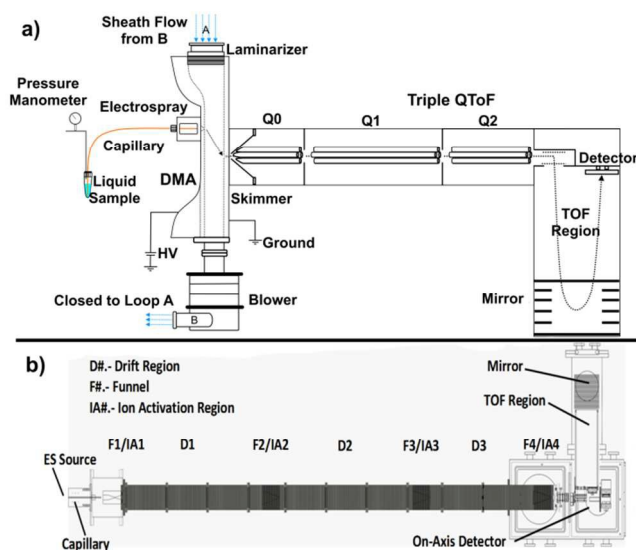 a)
Sheath Flow
from B
A
Laminarizer
Pressure
Manometer
Electrospray
Capillary
Liquid
Sample
DMA
HV
Skimmer
Ground
Closed to Loop A
B
Blower
Triple QToF
Q0
Q1
Q2
Detector
TOF
Region
Mirror
b)
D#.- Drift Region
F#.- Funnel
IA#.- Ion Activation Region
Mirror
TOF Region
F1/IA1
D1
F2/IA2
D2
F3/IA3
D3
F4/IA4
ES Source
Capillary
On-Axis Detector